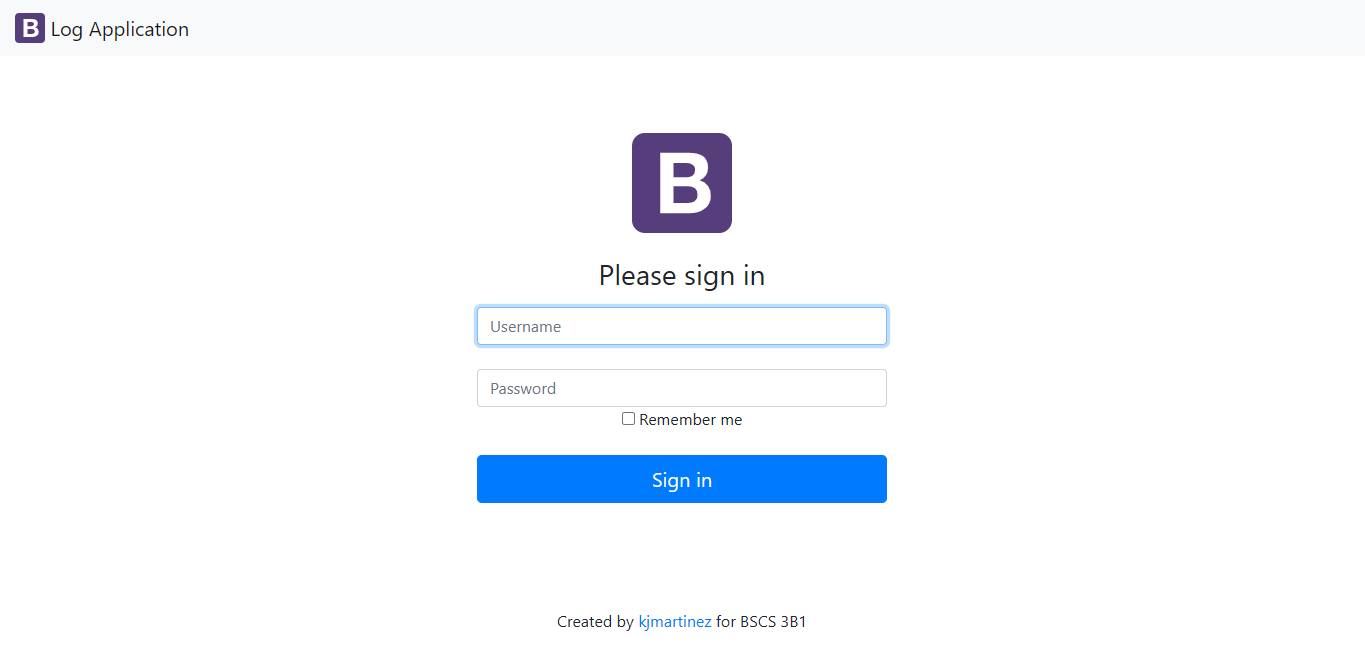 B Log Application
B
Please sign in
Username
Password
Remember me
Sign in
Created by kjmartinez for BSCS 3B1